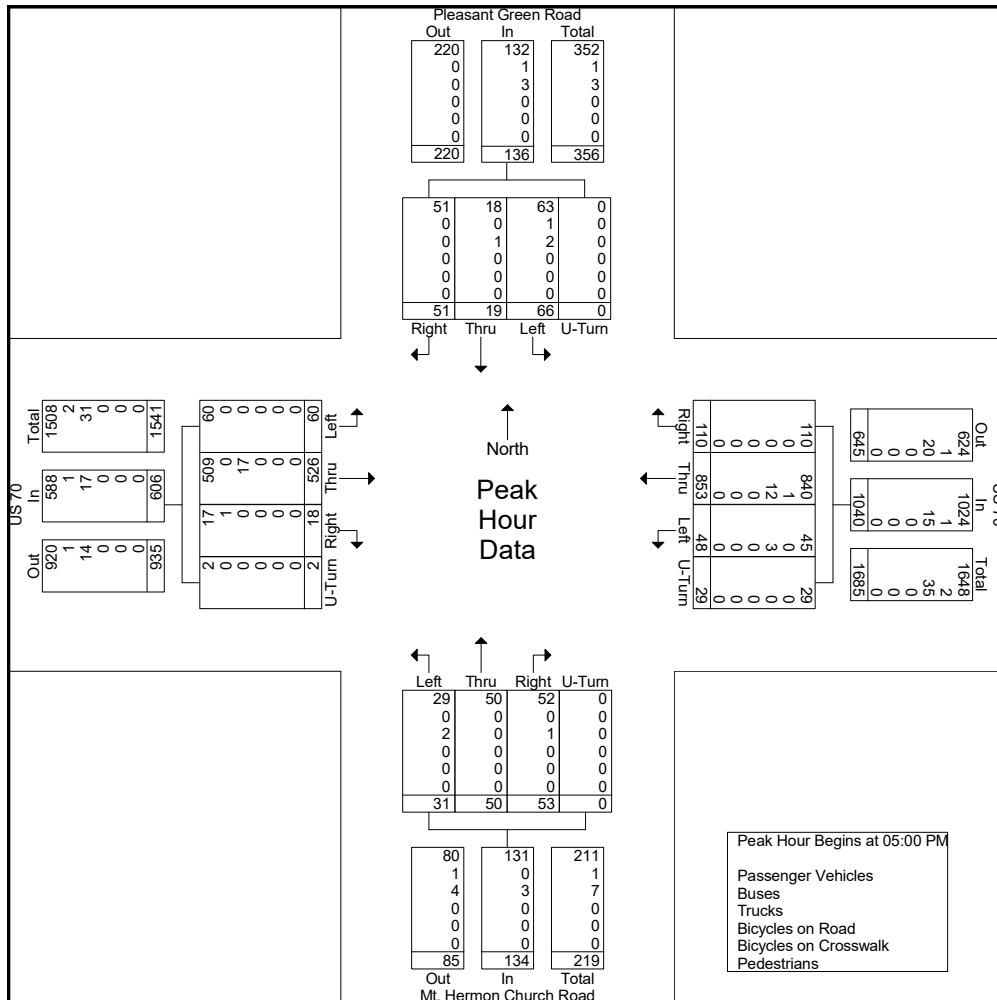 Pleasant Green Road
Out In Total
220 132 352
0 1 1
0 3 3
0 0 0
0 0 0
0 0 0
220 136 356
51 18 63 0
0 0 1 0
0 1 2 0
0 0 0 0
0 0 0 0
0 0 0 0
51 19 66 0
Right Thru Left U-Turn
US 70
Total
1508 2 31 0 0 0 1541
In
588 1 17 0 0 0 606
Out
920 1 14 0 0 0 935
60 0 0 0 0 0 60
Left
509 0 17 0 0 0 526
Thru
17 1 0 0 0 0 18
Right
2 0 0 0 0 0 2
U-Turn
North
Peak
Hour
Data
Right
110 0 0 0 0 0 110
Thru
840 1 12 0 0 0 853
Left
45 0 3 0 0 0 48
U-Turn
29 0 0 0 0 0 29
Out
624 1 20 0 0 0 645
In
1024 1 15 0 0 0 1040
Total
1648 2 35 0 0 0 1685
US 70
Left Thru Right U-Turn
29 50 52 0
0 0 0 0
2 0 1 0
0 0 0 0
0 0 0 0
0 0 0 0
31 50 53 0
80 131 211
1 0 1
4 3 7
0 0 0
0 0 0
0 0 0
85 134 219
Out In Total
Mt. Hermon Church Road
Peak Hour Begins at 05:00 PM
Passenger Vehicles
Buses
Trucks
Bicycles on Road
Bicycles on Crosswalk
Pedestrians